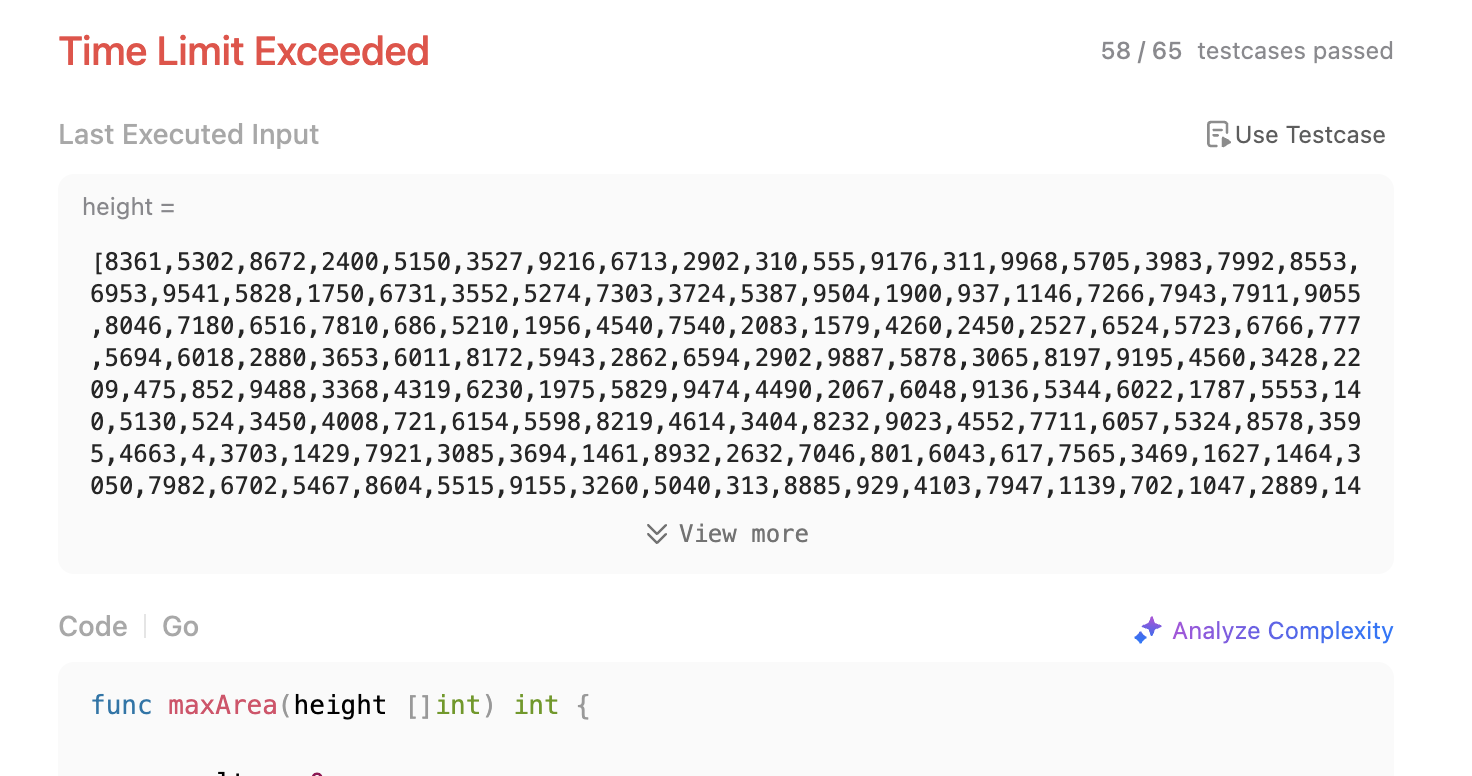 Time Limit Exceeded
58 / 65 testcases passed
Last Executed Input
Use Testcase
height =
[8361,5302,8672,2400,5150,3527,9216,6713,2902,310,555,9176,311,9968,5705,3983,7992,8553,
6953,9541,5828,1750,6731,3552,5274,7303,3724,5387,9504,1900,937,1146,7266,7943,7911,9055
,8046,7180,6516,7810,686,5210,1956,4540,7540,2083,1579,4260,2450,2527,6524,5723,6766,777
,5694,6018,2880,3653,6011,8172,5943,2862,6594,2902,9887,5878,3065,8197,9195,4560,3428,22
09,475,852,9488,3368,4319,6230,1975,5829,9474,4490,2067,6048,9136,5344,6022,1787,5553,14
0,5130,524,3450,4008,721,6154,5598,8219,4614,3404,8232,9023,4552,7711,6057,5324,8578,359
5,4663,4,3703,1429,7921,3085,3694,1461,8932,2632,7046,801,6043,617,7565,3469,1627,1464,3
050,7982,6702,5467,8604,5515,9155,3260,5040,313,8885,929,4103,7947,1139,702,1047,2889,14
View more
Code | Go
Analyze Complexity
func maxArea(height []int) int {